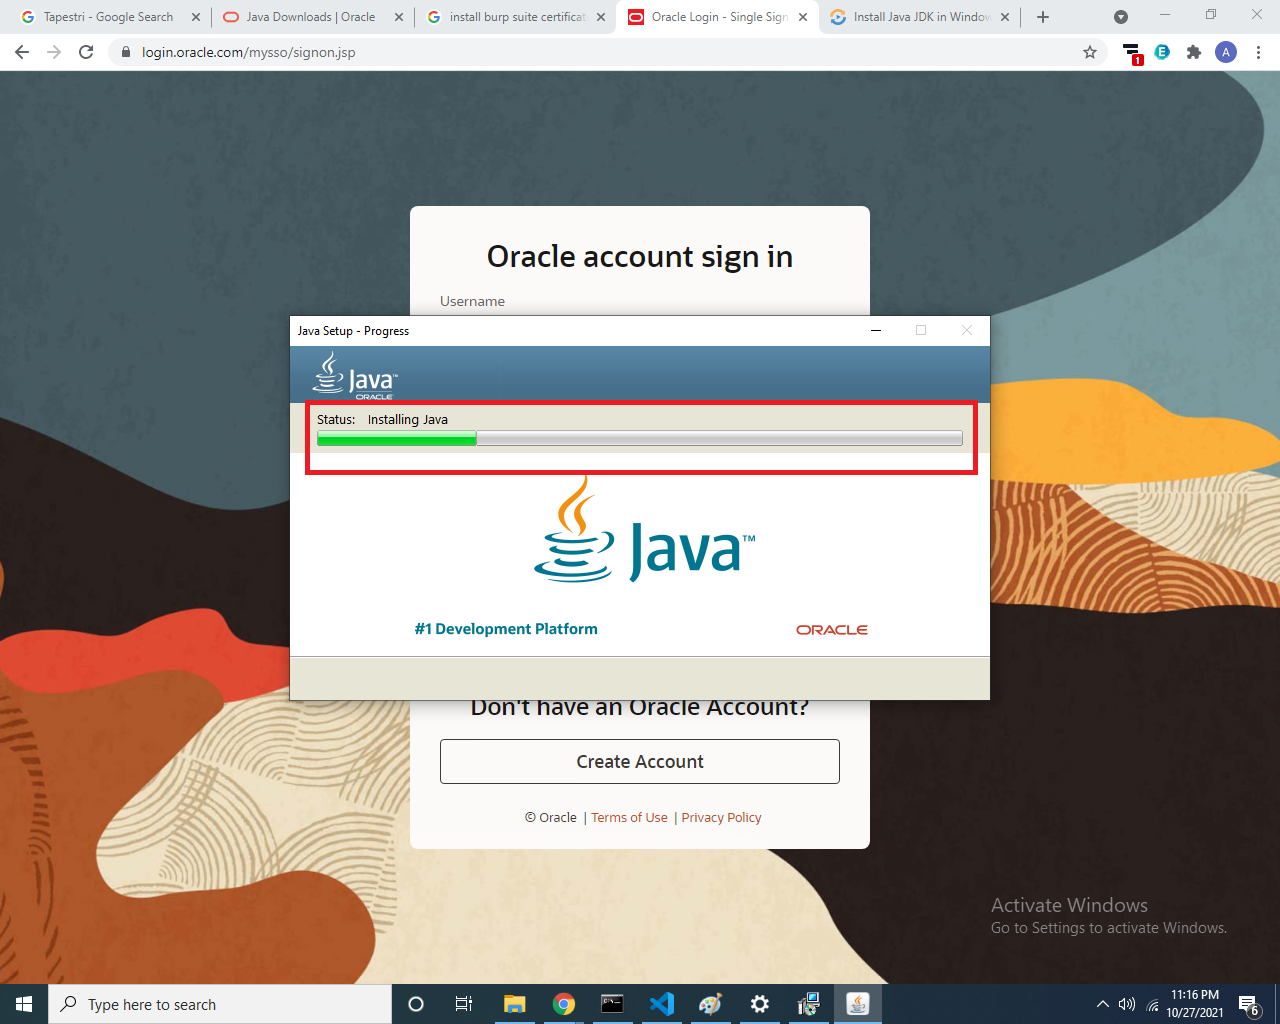 Tapestri - Google Search
Java Downloads | Oracle
install burp suite certificat
Oracle Login - Single Sign
Install Java JDK in Window
login.oracle.com/mysso/signon.jsp
1
E
A
Oracle account sign in
Username
Java Setup - Progress
Java™
ORACLE
Status: Installing Java
Java™
#1 Development Platform
ORACLE
Don't have an Oracle Account?
Create Account
© Oracle | Terms of Use | Privacy Policy
Activate Windows
Go to Settings to activate Windows.
Type here to search
11:16 PM
10/27/2021
6